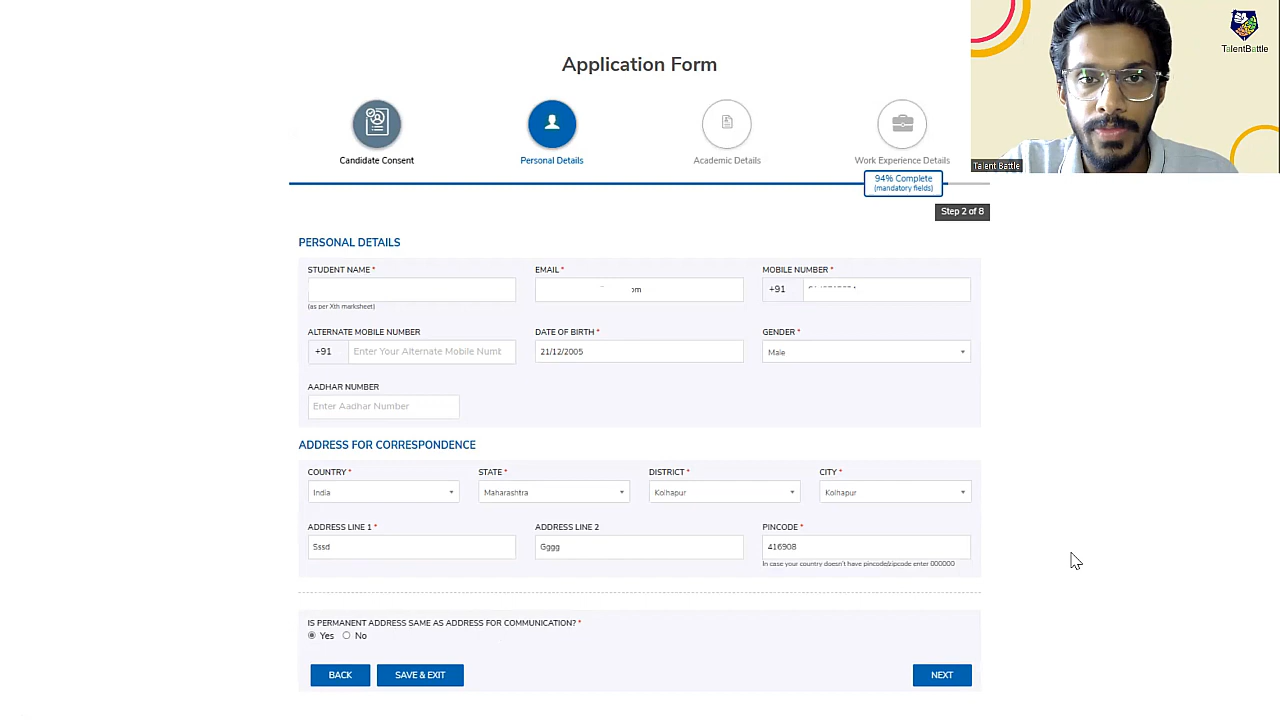 TalentBattle
Talent Battle
Application Form
Candidate Consent
Personal Details
Academic Details
Work Experience Details
94% Complete
(mandatory fields)
Step 2 of 8
PERSONAL DETAILS
STUDENT NAME *
EMAIL *
MOBILE NUMBER *
+91
(as per Xth marksheet)
ALTERNATE MOBILE NUMBER
DATE OF BIRTH *
GENDER *
+91 Enter Your Alternate Mobile Numb
21/12/2005
Male
AADHAR NUMBER
Enter Aadhar Number
ADDRESS FOR CORRESPONDENCE
COUNTRY *
STATE *
DISTRICT *
CITY *
India
Maharashtra
Kolhapur
Kolhapur
ADDRESS LINE 1 *
ADDRESS LINE 2
PINCODE *
Sssd
Gggg
416908
In case your country doesn't have pincode/zipcode enter 000000
IS PERMANENT ADDRESS SAME AS ADDRESS FOR COMMUNICATION? *
Yes No
BACK
SAVE & EXIT
NEXT